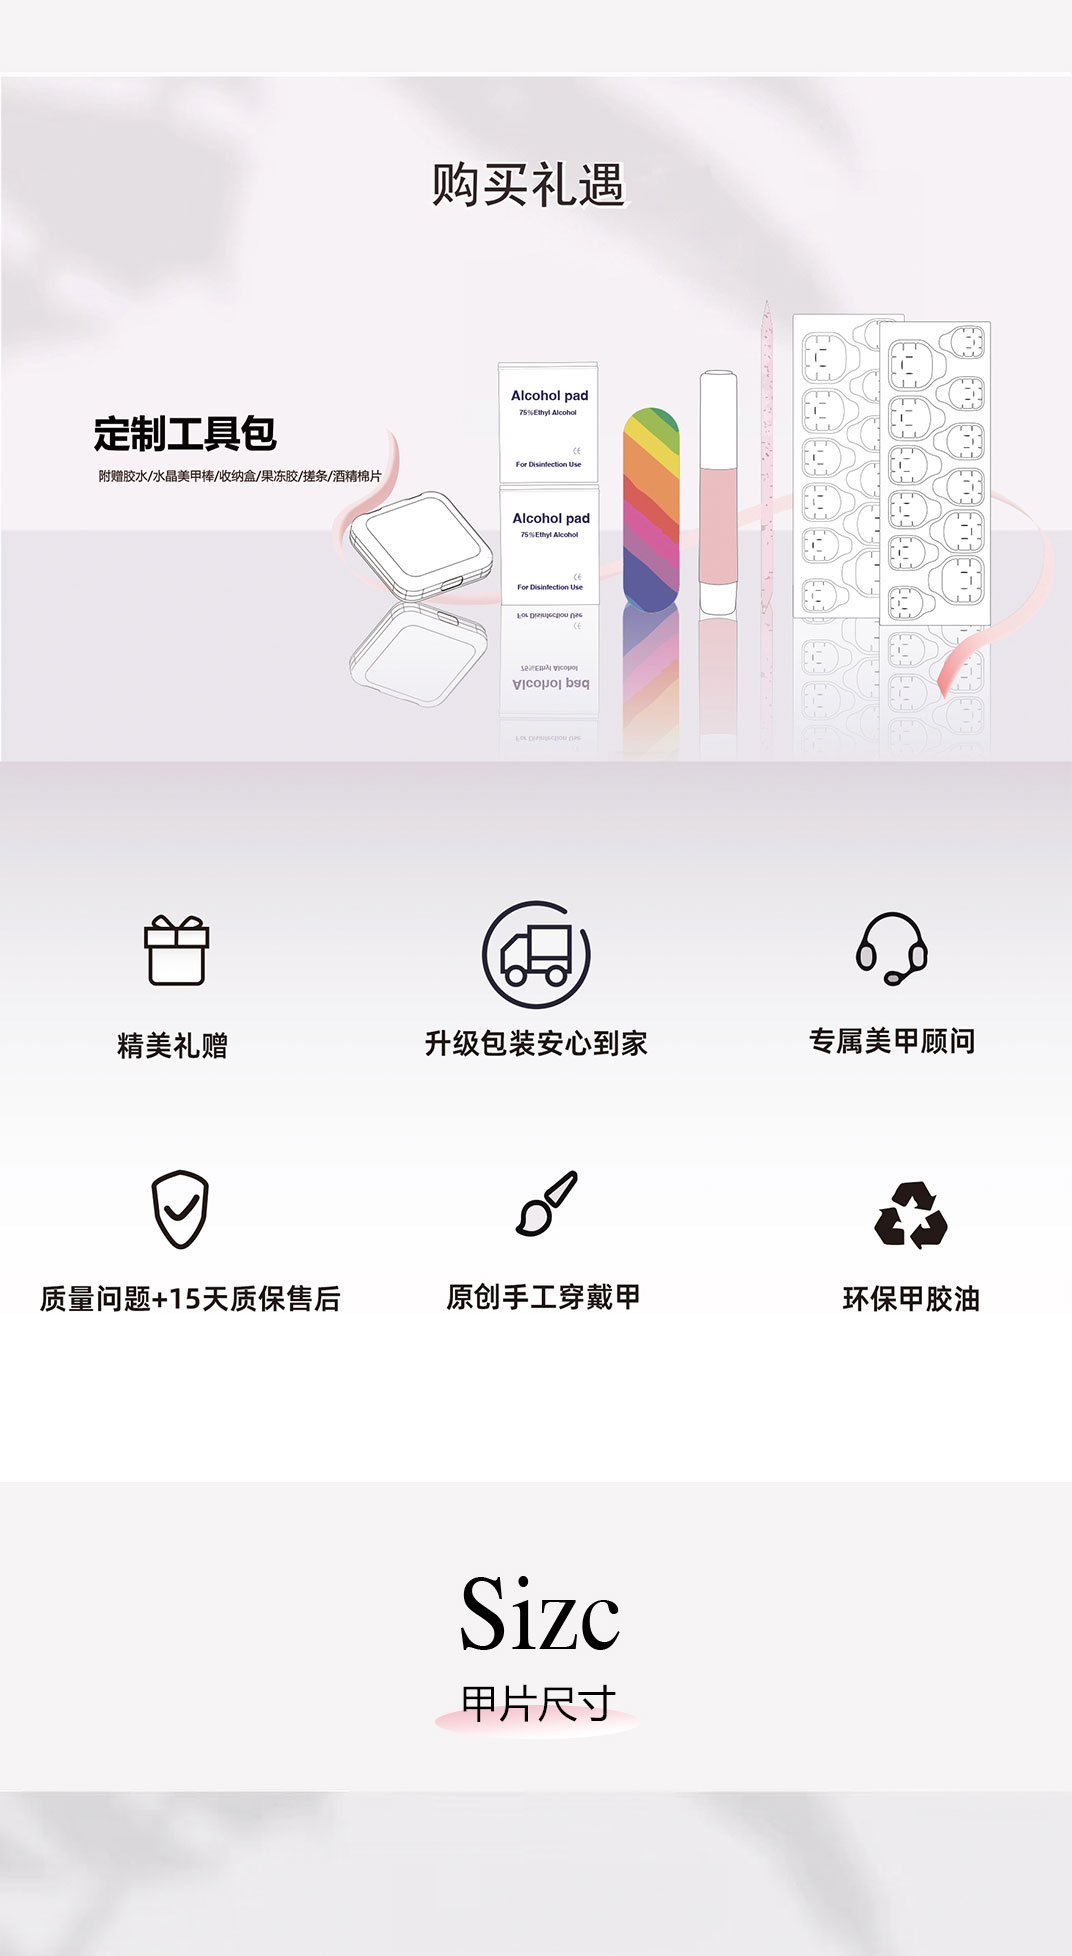 购买礼遇
定制工具包
附赠胶水/水晶美甲棒/收纳盒/果冻胶/搓条/酒精棉片
Alcohol pad
75%Ethyl Alcohol
CE
For Disinfection Use
Alcohol pad
75%Ethyl Alcohol
CE
For Disinfection Use
精美礼赠
升级包装安心到家
专属美甲顾问
质量问题+15天质保售后
原创手工穿戴甲
环保甲胶油
Sizc
甲片尺寸